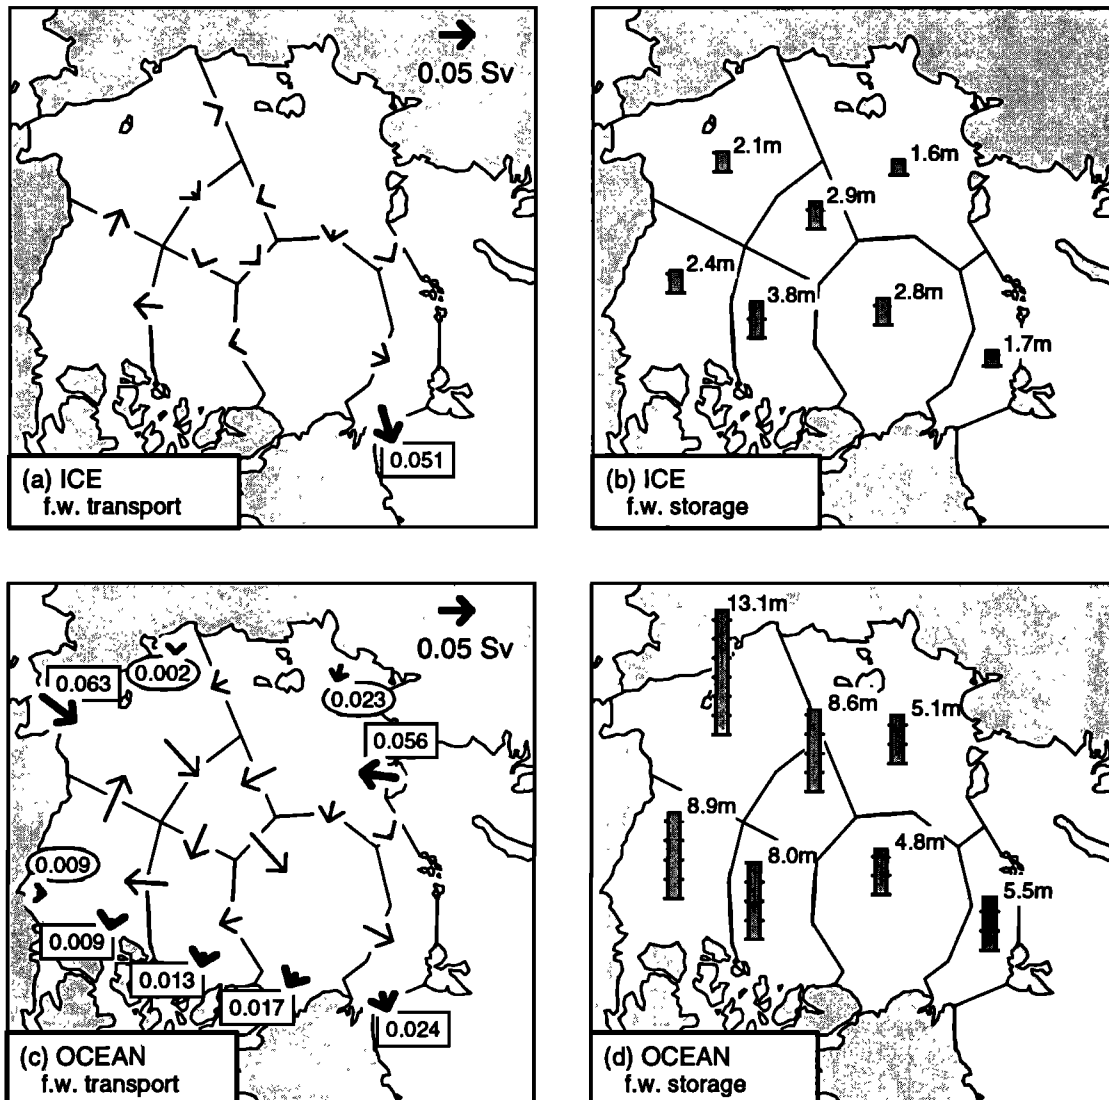 0.05 Sv
0.051
(a) ICE
f.w. transport
2.1m
1.6m
2.9m
2.4m
3.8m
2.8m
1.7m
(b) ICE
f.w. storage
0.05 Sv
0.002
0.063
0.023
0.056
0.009
0.009
0.013
0.017
0.024
(c) OCEAN
f.w. transport
13.1m
8.6m
5.1m
8.9m
8.0m
4.8m
5.5m
(d) OCEAN
f.w. storage